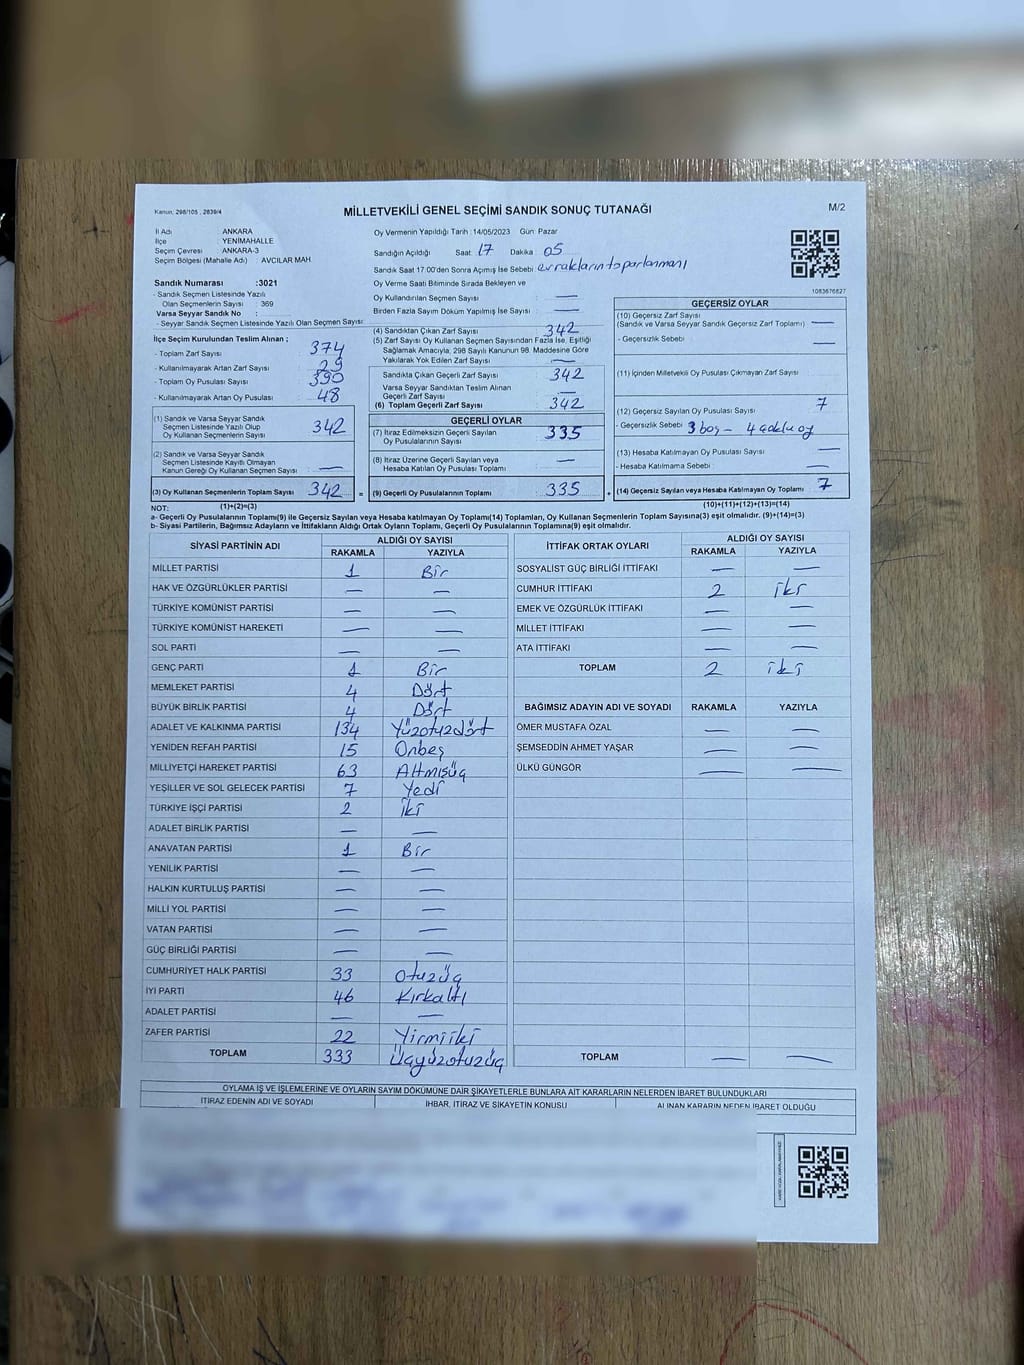 Kanun: 298/105 , 2839/4
MİLLETVEKİLİ GENEL SEÇİMİ SANDIK SONUÇ TUTANAĞI
M/2
İl Adı : ANKARA
İlçe : YENİMAHALLE
Seçim Çevresi : ANKARA-3
Seçim Bölgesi (Mahalle Adı) : AVCILAR MAH
Sandık Numarası :3021
- Sandık Seçmen Listesinde Yazılı
Olan Seçmenlerin Sayısı : 369
Varsa Seyyar Sandık No :
- Seyyar Sandık Seçmen Listesinde Yazılı Olan Seçmen Sayısı:
İlçe Seçim Kurulundan Teslim Alınan ;
- Toplam Zarf Sayısı : 374
- Kullanılmayarak Artan Zarf Sayısı : 29
- Toplam Oy Pusulası Sayısı : 390
- Kullanılmayarak Artan Oy Pusulası : 48
(1) Sandık ve Varsa Seyyar Sandık
Seçmen Listesinde Yazılı Olup
Oy Kullanan Seçmenlerin Sayısı : 342
(2) Sandık ve Varsa Seyyar Sandık
Seçmen Listesinde Kayıtlı Olmayan
Kanun Gereği Oy Kullanan Seçmen Sayısı : —
(3) Oy Kullanan Seçmenlerin Toplam Sayısı : 342 =
Oy Vermenin Yapıldığı Tarih : 14/05/2023 Gün: Pazar
Sandığın Açıldığı Saat: 17 Dakika : 05
Sandık Saat 17.00'den Sonra Açımış İse Sebebi: evrakların toparlanması
Oy Verme Saati Bitiminde Sırada Bekleyen ve
Oy Kullandırılan Seçmen Sayısı : —
Birden Fazla Sayım Döküm Yapılmış İse Sayısı : —
(4) Sandıktan Çıkan Zarf Sayısı : 342
(5) Zarf Sayısı Oy Kullanan Seçmen Sayısından Fazla İse, Eşitliği
Sağlamak Amacıyla, 298 Sayılı Kanunun 98. Maddesine Göre
Yakılarak Yok Edilen Zarf Sayısı : —
Sandıkta Çıkan Geçerli Zarf Sayısı : 342
Varsa Seyyar Sandıktan Teslim Alınan
Geçerli Zarf Sayısı : —
(6) Toplam Geçerli Zarf Sayısı : 342
GEÇERLİ OYLAR
(7) İtiraz Edilmeksizin Geçerli Sayılan
Oy Pusulalarının Sayısı : 335
(8) İtiraz Üzerine Geçerli Sayılan veya
Hesaba Katılan Oy Pusulası Toplamı : —
(9) Geçerli Oy Pusulalarının Toplamı : 335 +
1083676827
GEÇERSİZ OYLAR
(10) Geçersiz Zarf Sayısı
(Sandık ve Varsa Seyyar Sandık Geçersiz Zarf Toplamı) : —
- Geçersizlik Sebebi : —
(11) İçinden Milletvekili Oy Pusulası Çıkmayan Zarf Sayısı : —
(12) Geçersiz Sayılan Oy Pusulası Sayısı : 7
- Geçersizlik Sebebi : 3 boş – 4 çoklu oy
(13) Hesaba Katılmayan Oy Pusulası Sayısı : —
- Hesaba Katılmama Sebebi : —
(14) Geçersiz Sayılan veya Hesaba Katılmayan Oy Toplamı : 7
NOT: (1)+(2)=(3) (10)+(11)+(12)+(13)=(14)
a- Geçerli Oy Pusulalarının Toplamı(9) ile Geçersiz Sayılan veya Hesaba Katılmayan Oy Toplamı(14) Toplamları, Oy Kullanan Seçmenlerin Toplam Sayısına(3) eşit olmalıdır. (9)+(14)=(3)
b- Siyasi Partilerin, Bağımsız Adayların ve İttifakların Aldığı Ortak Oyların Toplamı, Geçerli Oy Pusulalarının Toplamına(9) eşit olmalıdır.
SİYASİ PARTİNİN ADI ALDIĞI OY SAYISI
RAKAMLA YAZIYLA
MİLLET PARTİSİ 1 Bir
HAK VE ÖZGÜRLÜKLER PARTİSİ — —
TÜRKİYE KOMÜNİST PARTİSİ — —
TÜRKİYE KOMÜNİST HAREKETİ — —
SOL PARTİ — —
GENÇ PARTİ 1 Bir
MEMLEKET PARTİSİ 4 Dört
BÜYÜK BİRLİK PARTİSİ 4 Dört
ADALET VE KALKINMA PARTİSİ 134 Yüzotuzdört
YENİDEN REFAH PARTİSİ 15 Onbeş
MİLLİYETÇİ HAREKET PARTİSİ 63 Altmışüç
YEŞİLLER VE SOL GELECEK PARTİSİ 7 Yedi
TÜRKİYE İŞÇİ PARTİSİ 2 İki
ADALET BİRLİK PARTİSİ — —
ANAVATAN PARTİSİ 1 Bir
YENİLİK PARTİSİ — —
HALKIN KURTULUŞ PARTİSİ — —
MİLLİ YOL PARTİSİ — —
VATAN PARTİSİ — —
GÜÇ BİRLİĞİ PARTİSİ — —
CUMHURİYET HALK PARTİSİ 33 Otuzüç
İYİ PARTİ 46 Kırkaltı
ADALET PARTİSİ — —
ZAFER PARTİSİ 22 Yirmiiki
TOPLAM 333 Üçyüzotuzüç
İTTİFAK ORTAK OYLARI ALDIĞI OY SAYISI
RAKAMLA YAZIYLA
SOSYALİST GÜÇ BİRLİĞİ İTTİFAKI — —
CUMHUR İTTİFAKI 2 iki
EMEK VE ÖZGÜRLÜK İTTİFAKI — —
MİLLET İTTİFAKI — —
ATA İTTİFAKI — —
TOPLAM 2 iki
BAĞIMSIZ ADAYIN ADI VE SOYADI RAKAMLA YAZIYLA
ÖMER MUSTAFA ÖZAL — —
ŞEMSEDDİN AHMET YAŞAR — —
ÜLKÜ GÜNGÖR — —
TOPLAM — —
OYLAMA İŞ VE İŞLEMLERİNE VE OYLARIN SAYIM DÖKÜMÜNE DAİR ŞİKAYETLERLE BUNLARA AİT KARARLARIN NELERDEN İBARET BULUNDUKLARI
İTİRAZ EDENİN ADI VE SOYADI İHBAR, İTİRAZ VE ŞİKAYETİN KONUSU ALINAN KARARIN NEDEN İBARET OLDUĞU